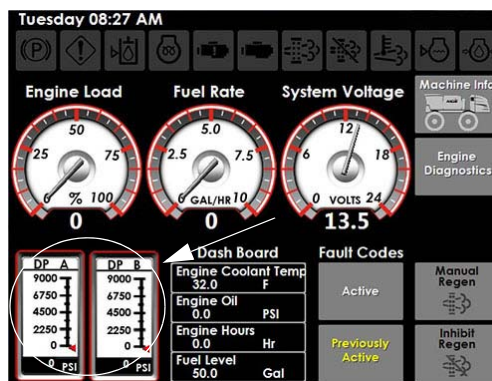 Tuesday 08:27 AM
Engine Load
Fuel Rate
System Voltage
Machine Info
50
25
75
0
%
100
0
5.0
2.5
7.5
0
GAL/HR
10
0
12
6
18
0
VOLTS
24
13.5
Engine
Diagnostics
DP A
9000
6750
4500
2250
0
0 PSI
DP B
9000
6750
4500
2250
0
0 PSI
Dash Board
Engine Coolant Temp
32.0 F
Engine Oil
0.0 PSI
Engine Hours
0.0 Hr
Fuel Level
50.0 Gal
Fault Codes
Active
Previously
Active
Manual
Regen
Inhibit
Regen